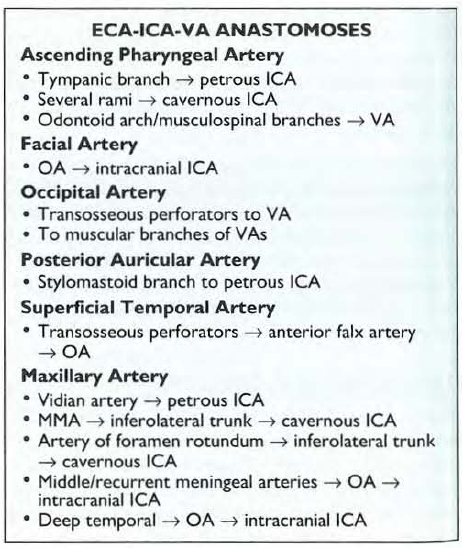 ECA-ICA-VA ANASTOMOSES
Ascending Pharyngeal Artery
• Tympanic branch → petrous ICA
• Several rami → cavernous ICA
• Odontoid arch/musculospinal branches → VA
Facial Artery
• OA → intracranial ICA
Occipital Artery
• Transosseous perforators to VA
• To muscular branches of VAs
Posterior Auricular Artery
• Stylomastoid branch to petrous ICA
Superficial Temporal Artery
• Transosseous perforators → anterior falx artery
→ OA
Maxillary Artery
• Vidian artery → petrous ICA
• MMA → inferolateral trunk → cavernous ICA
• Artery of foramen rotundum → inferolateral trunk
→ cavernous ICA
• Middle/recurrent meningeal arteries → OA →
intracranial ICA
• Deep temporal → OA → intracranial ICA